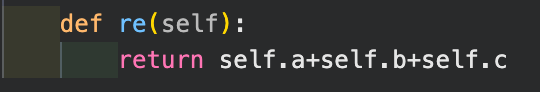 def re(self):
    return self.a+self.b+self.c